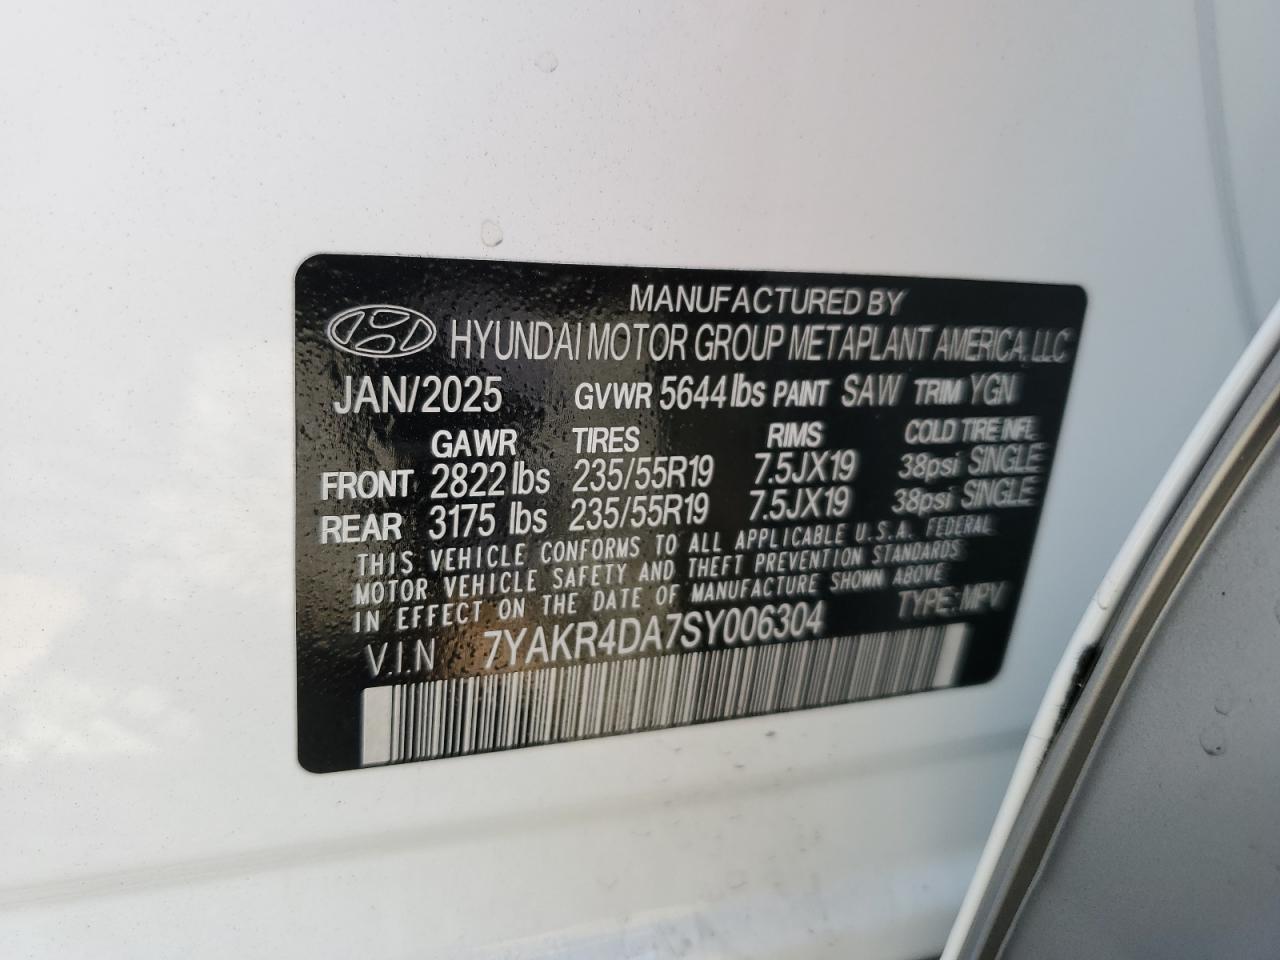 MANUFACTURED BY
HYUNDAI MOTOR GROUP METAPLANT AMERICA, LLC
JAN/2025 GVWR 5644 lbs PAINT SAW TRIM YGN
GAWR TIRES RIMS COLD TIRE INFL
FRONT 2822 lbs 235/55R19 7.5JX19 38psi SINGLE
REAR 3175 lbs 235/55R19 7.5JX19 38psi SINGLE
THIS VEHICLE CONFORMS TO ALL APPLICABLE U.S.A. FEDERAL
MOTOR VEHICLE SAFETY AND THEFT PREVENTION STANDARDS
IN EFFECT ON THE DATE OF MANUFACTURE SHOWN ABOVE
V.I.N 7YAKR4DA7SY006304 TYPE: MPV